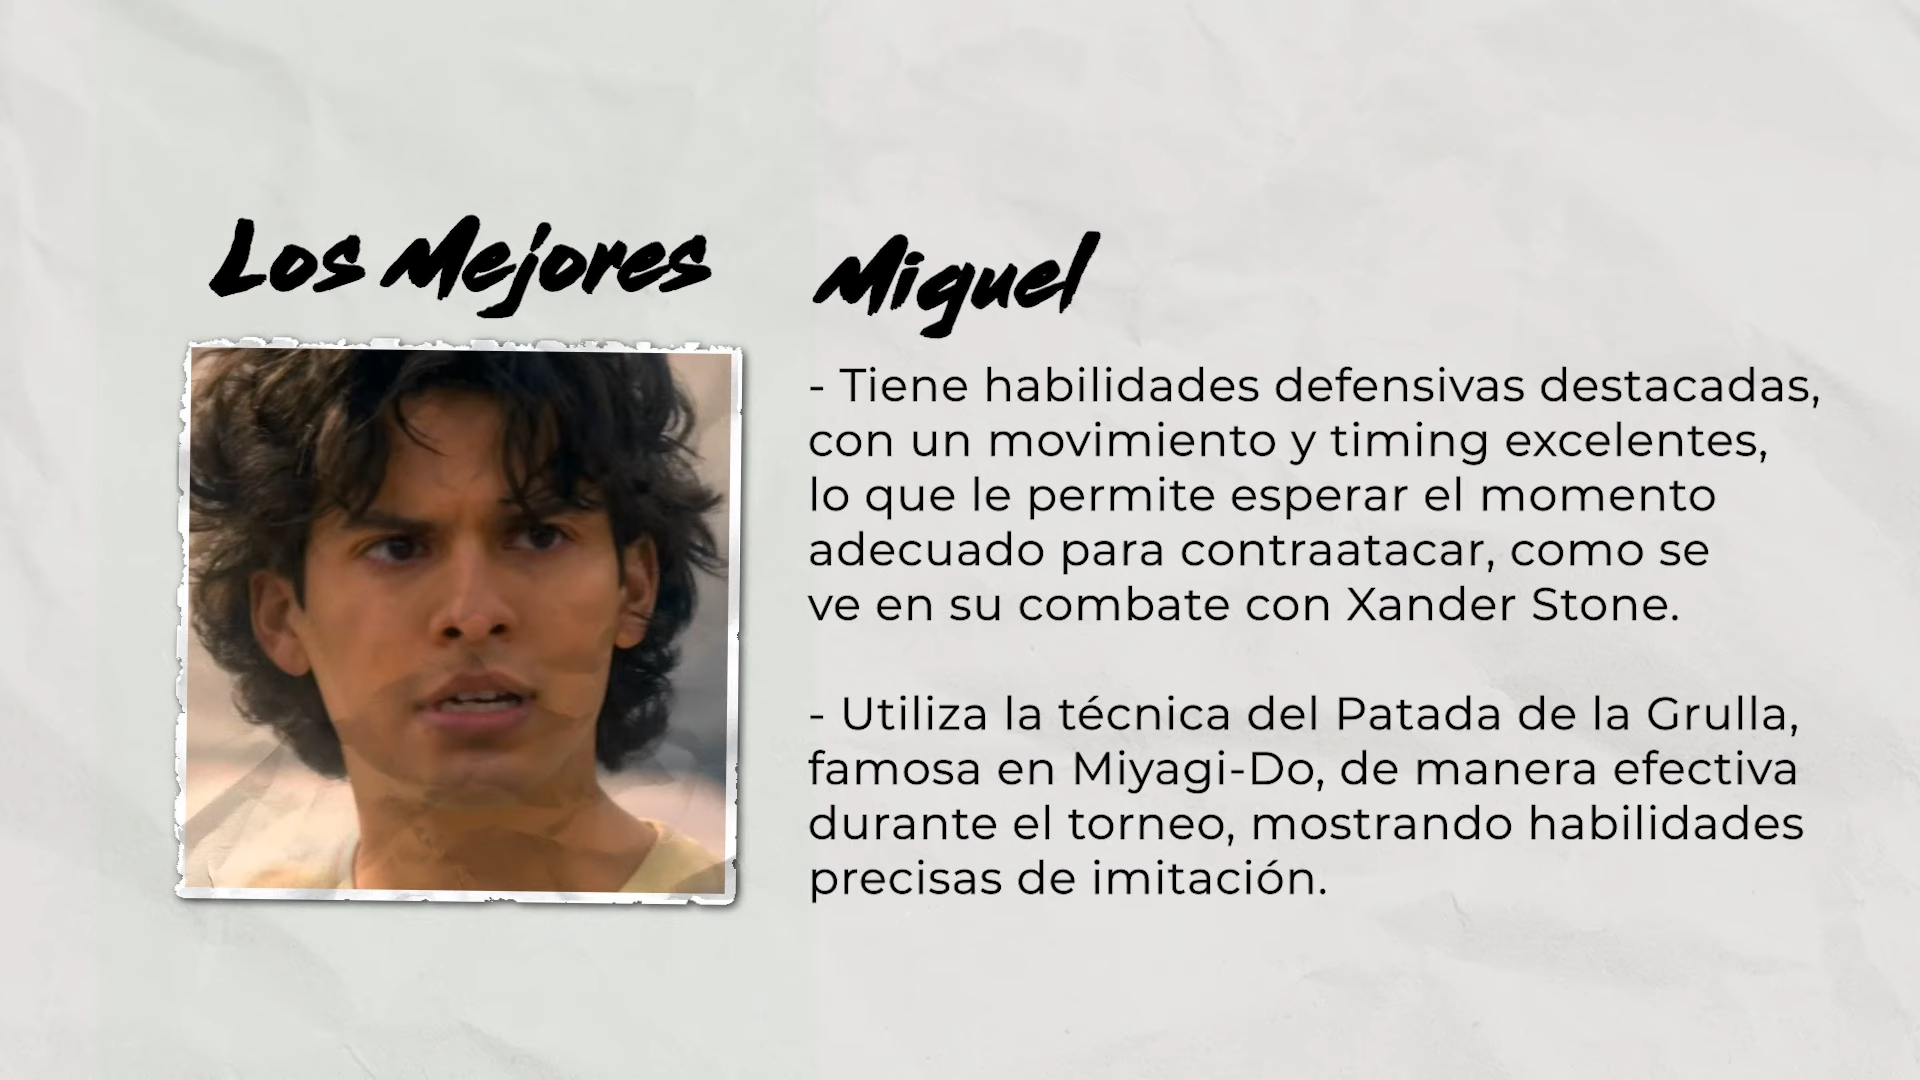 Los Mejores
Miguel
- Tiene habilidades defensivas destacadas,
con un movimiento y timing excelentes,
lo que le permite esperar el momento
adecuado para contraatacar, como se
ve en su combate con Xander Stone.
- Utiliza la técnica del Patada de la Grulla,
famosa en Miyagi-Do, de manera efectiva
durante el torneo, mostrando habilidades
precisas de imitación.